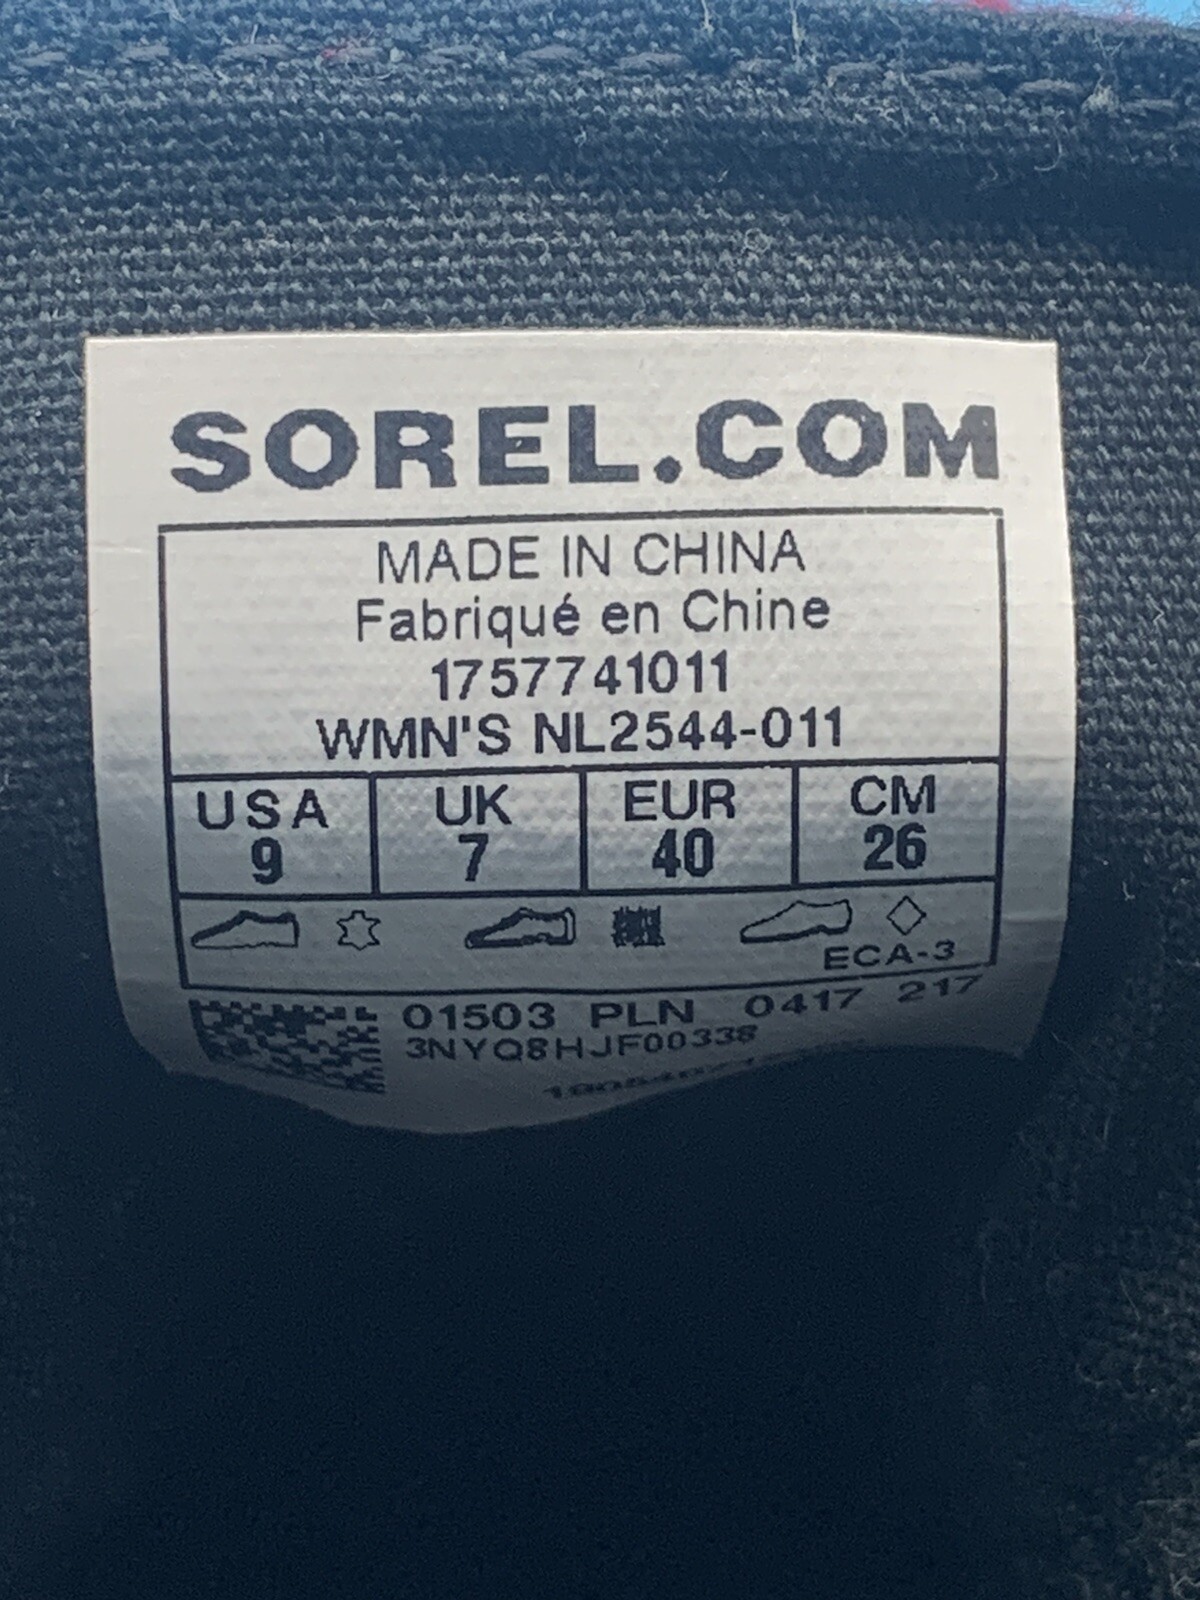 SOREL.COM
MADE IN CHINA
Fabriqué en Chine
1757741011
WMN'S NL2544-011
USA UK EUR CM
9 7 40 26
ECA-3
01503 PLN 0417 217
3NYQ8HJF00338